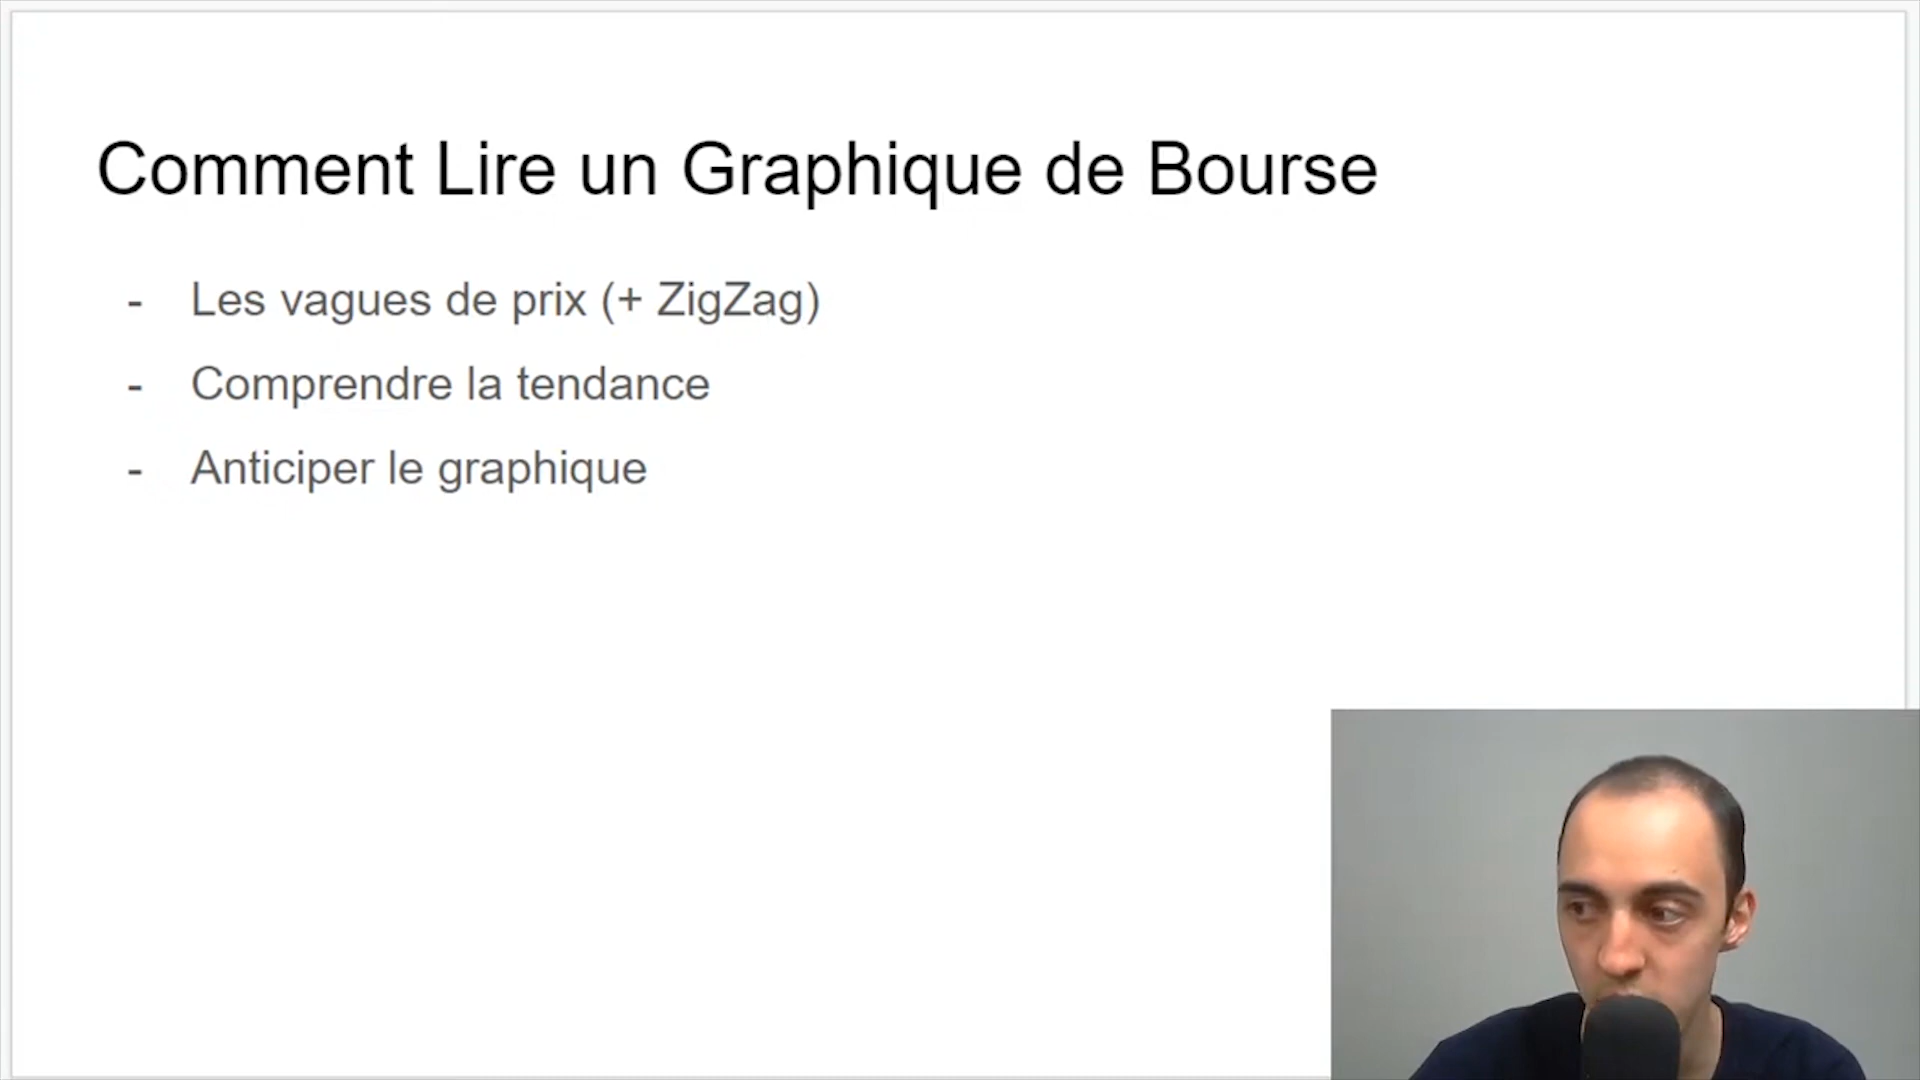 Comment Lire un Graphique de Bourse
- Les vagues de prix (+ ZigZag)
- Comprendre la tendance
- Anticiper le graphique